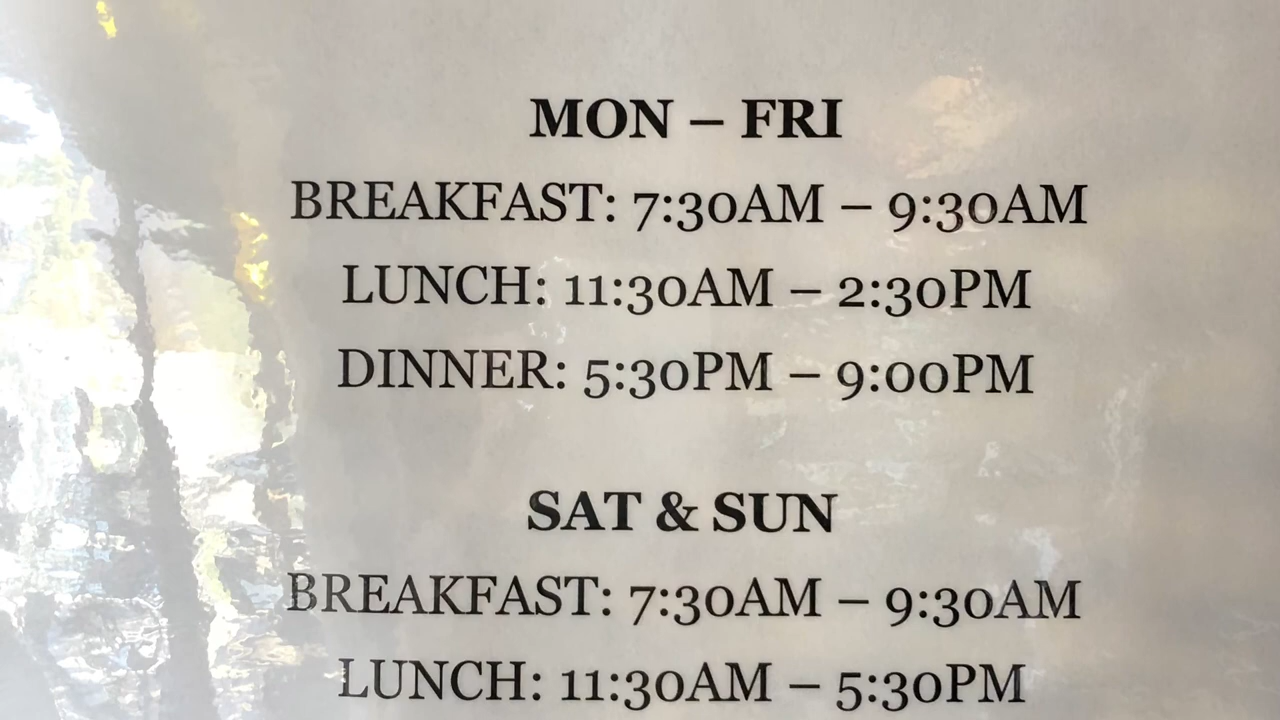 MON – FRI
BREAKFAST: 7:30AM – 9:30AM
LUNCH: 11:30AM – 2:30PM
DINNER: 5:30PM – 9:00PM
SAT & SUN
BREAKFAST: 7:30AM – 9:30AM
LUNCH: 11:30AM – 5:30PM